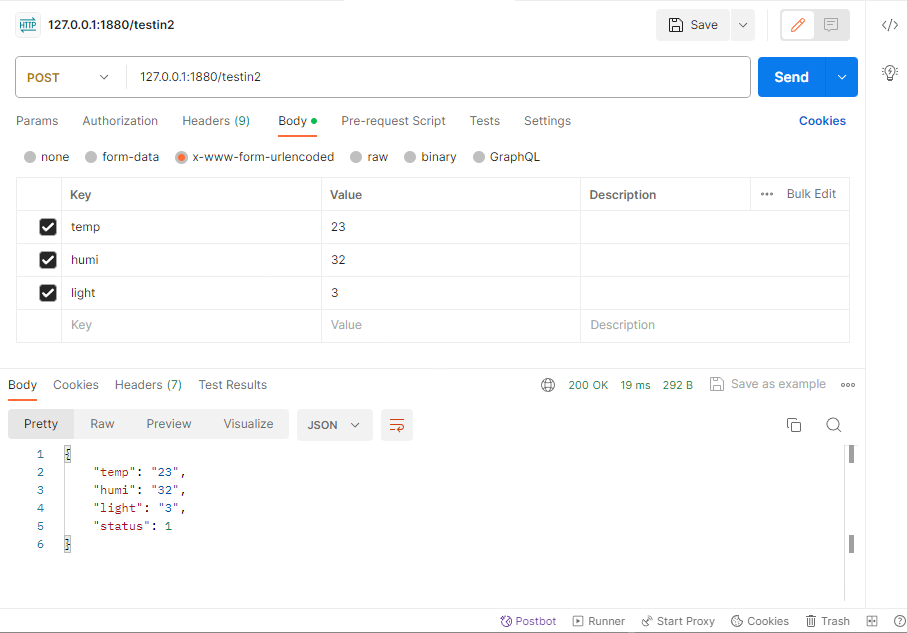 HTTP 127.0.0.1:1880/testin2 Save
POST 127.0.0.1:1880/testin2 Send
Params Authorization Headers (9) Body Pre-request Script Tests Settings Cookies
none form-data x-www-form-urlencoded raw binary GraphQL
Key Value Description Bulk Edit
temp 23
humi 32
light 3
Key Value Description
Body Cookies Headers (7) Test Results 200 OK 19 ms 292 B Save as example
Pretty Raw Preview Visualize JSON
1 {
2 "temp": "23",
3 "humi": "32",
4 "light": "3",
5 "status": 1
6 }
Postbot Runner Start Proxy Cookies Trash